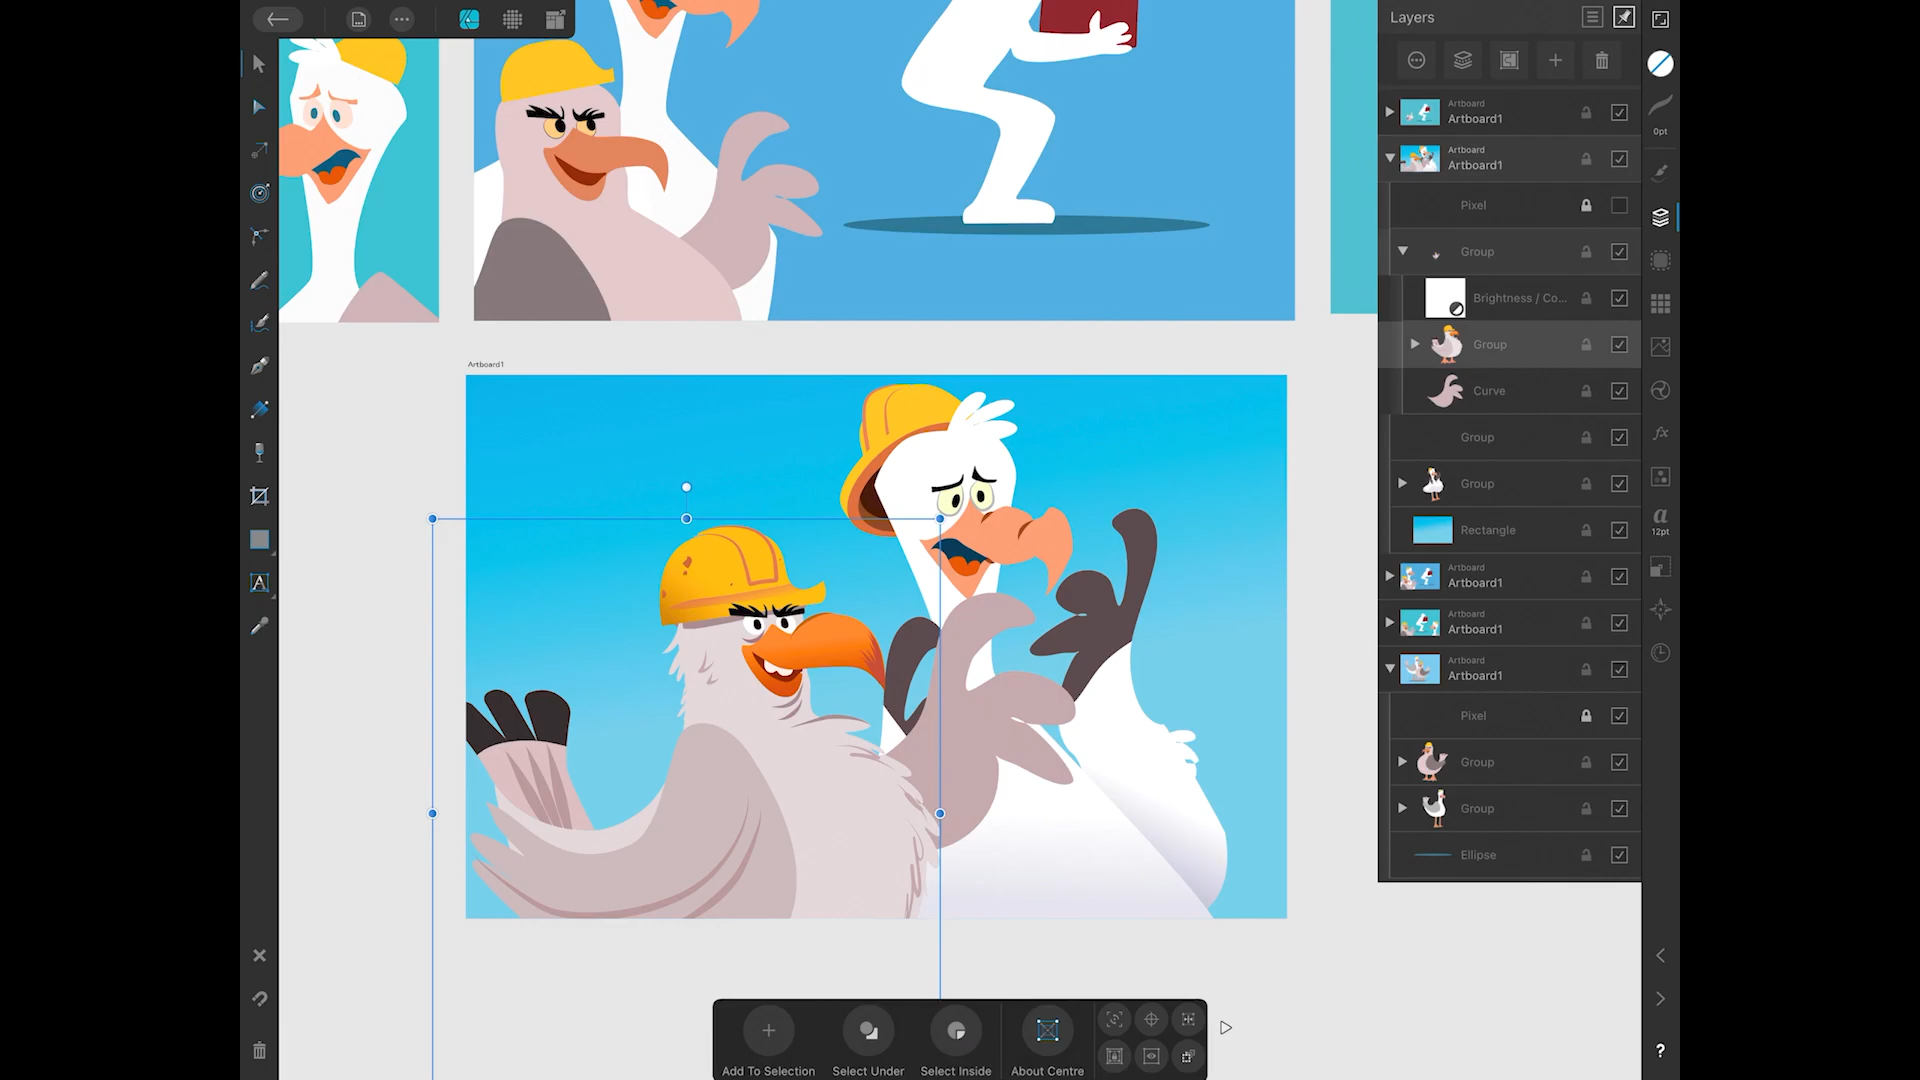 Layers
0pt
Artboard
Artboard1
Artboard
Artboard1
Pixel
Group
Brightness / Co...
Group
Curve
Group
Group
Rectangle
a
12pt
fx
Artboard
Artboard1
Artboard
Artboard1
Artboard
Artboard1
Pixel
Group
Group
Ellipse
Artboard1
A
?
Add To Selection
Select Under
Select Inside
About Centre